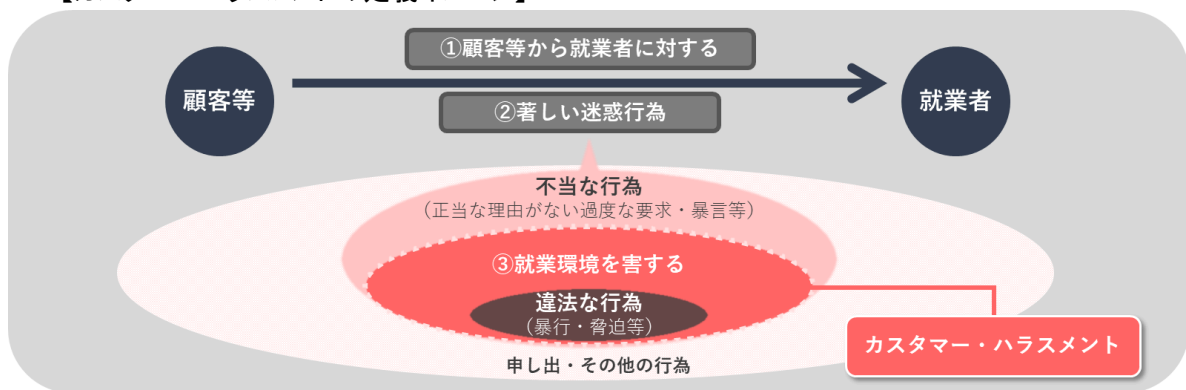 ①顧客等から就業者に対する
顧客等
就業者
②著しい迷惑行為
不当な行為
（正当な理由がない過度な要求・暴言等）
③就業環境を害する
違法な行為
（暴行・脅迫等）
カスタマー・ハラスメント
申し出・その他の行為